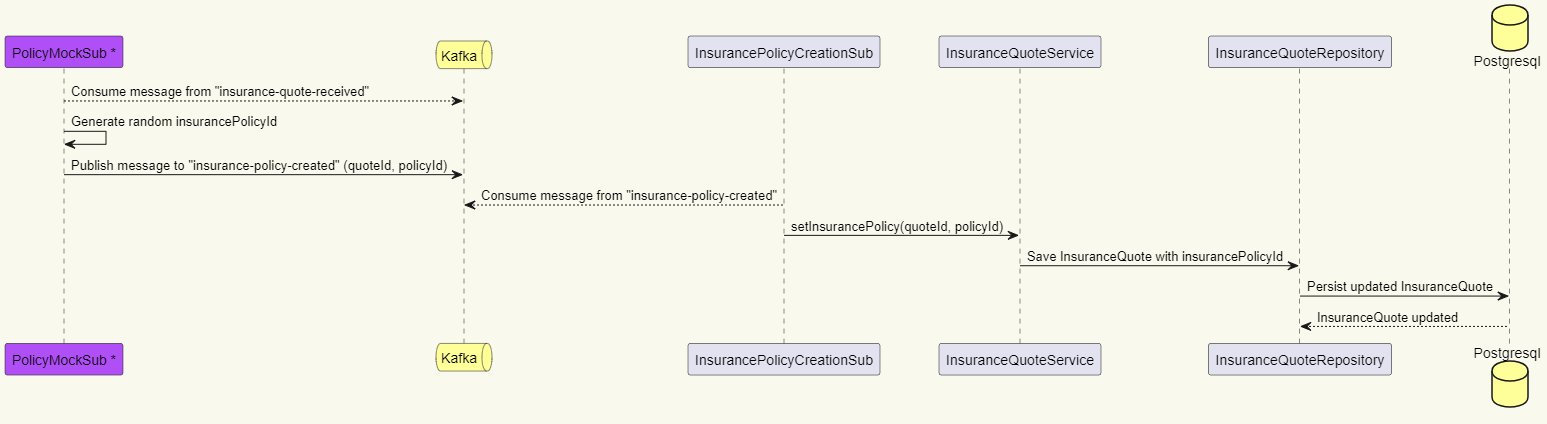 PolicyMockSub *
Kafka
InsurancePolicyCreationSub
InsuranceQuoteService
InsuranceQuoteRepository
Postgresql
Consume message from "insurance-quote-received"
Generate random insurancePolicyId
Publish message to "insurance-policy-created" (quoteId, policyId)
Consume message from "insurance-policy-created"
setInsurancePolicy(quoteId, policyId)
Save InsuranceQuote with insurancePolicyId
Persist updated InsuranceQuote
InsuranceQuote updated
PolicyMockSub *
Kafka
InsurancePolicyCreationSub
InsuranceQuoteService
InsuranceQuoteRepository
Postgresql